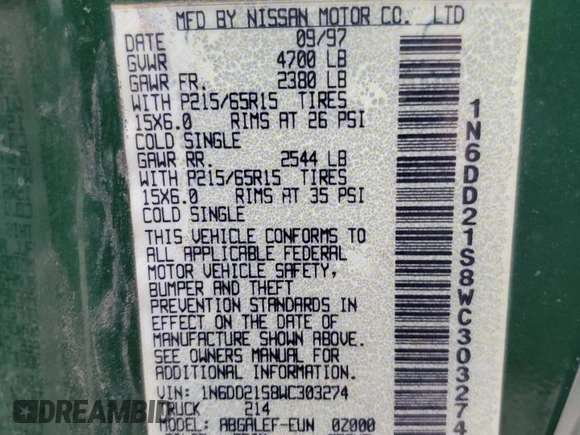 MFD BY NISSAN MOTOR CO. LTD
DATE 09/97
GVWR 4700 LB
GAWR FR. 2380 LB
WITH P215/65R15 TIRES
15X6.0 RIMS AT 26 PSI
COLD SINGLE
GAWR RR. 2544 LB
WITH P215/65R15 TIRES
15X6.0 RIMS AT 35 PSI
COLD SINGLE
THIS VEHICLE CONFORMS TO
ALL APPLICABLE FEDERAL
MOTOR VEHICLE SAFETY,
BUMPER AND THEFT
PREVENTION STANDARDS IN
EFFECT ON THE DATE OF
MANUFACTURE SHOWN ABOVE.
SEE OWNERS MANUAL FOR
ADDITIONAL INFORMATION.
VIN: 1N6DD21S8WC303274
TRUCK 214
MODEL: ABGALEF-EUN 02000
1N6DD21S8WC303274
DEALERS CLUB